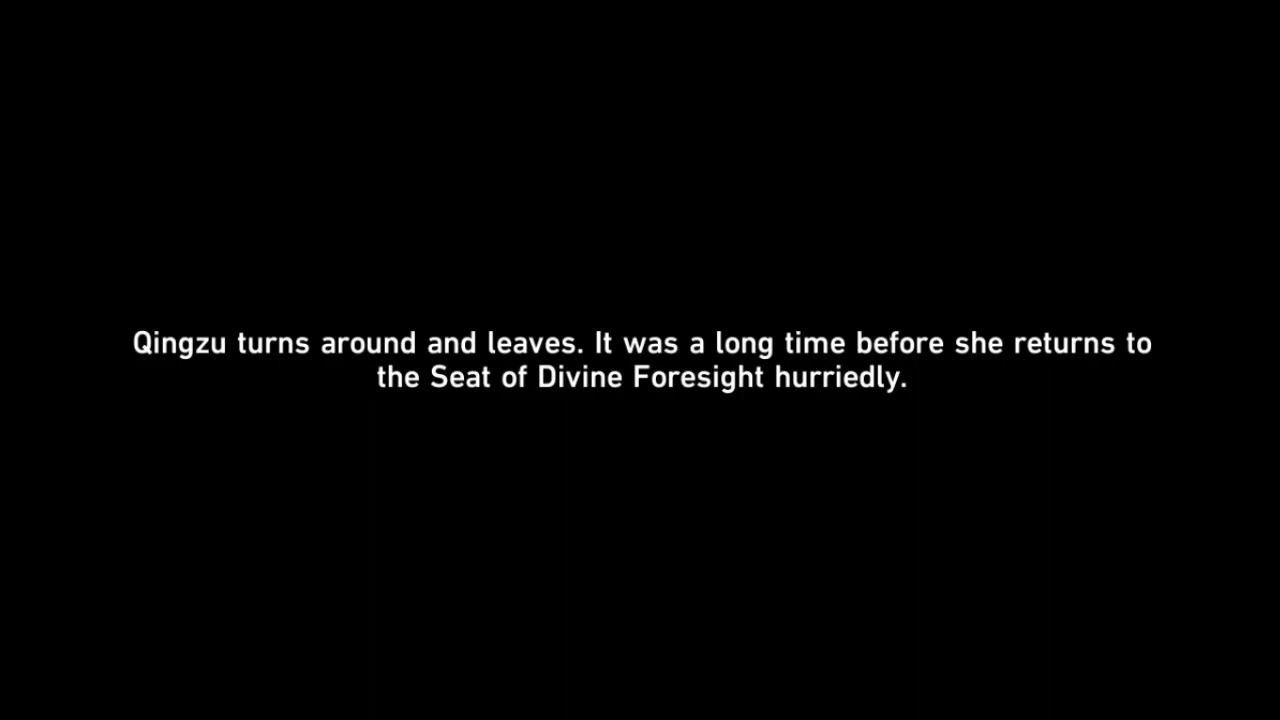 Qingzu turns around and leaves. It was a long time before she returns to
the Seat of Divine Foresight hurriedly.